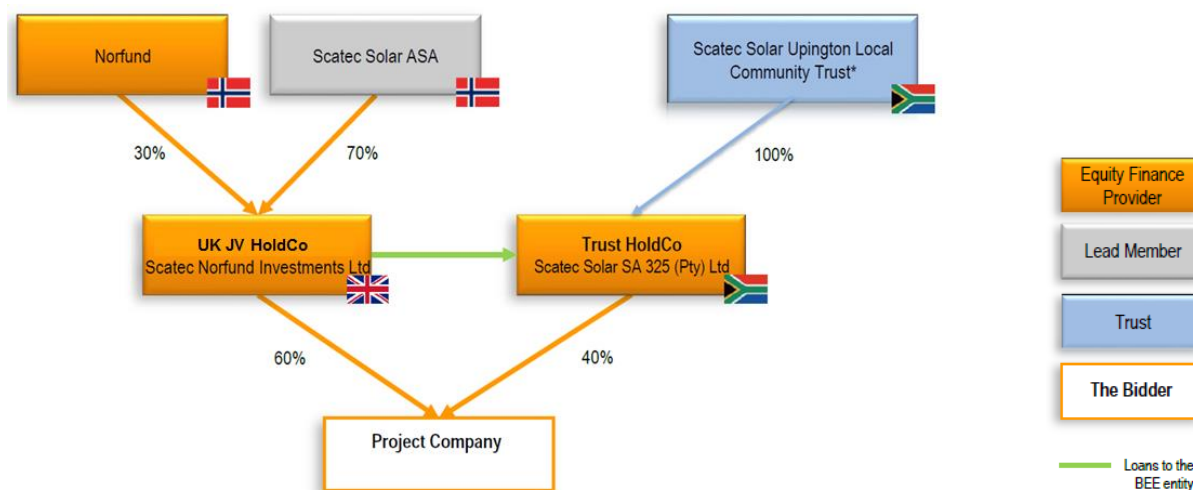 Norfund
Scatec Solar ASA
Scatec Solar Upington Local
Community Trust*
30%
70%
100%
UK JV HoldCo
Scatec Norfund Investments Ltd
Trust HoldCo
Scatec Solar SA 325 (Pty) Ltd
60%
40%
Project Company
Equity Finance
Provider
Lead Member
Trust
The Bidder
Loans to the
BEE entity